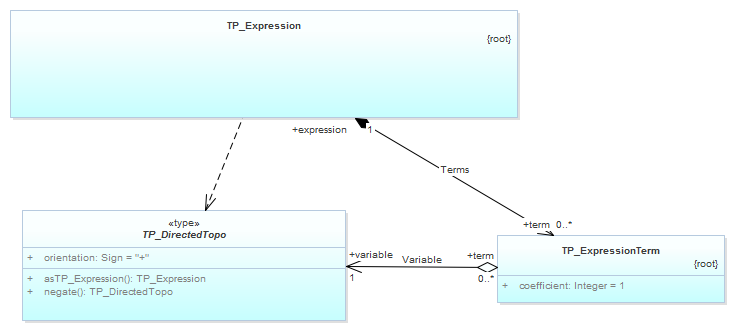 TP_Expression
{root}
+expression
1
Terms
+term 0..*
«type»
TP_DirectedTopo
+ orientation: Sign = "+"
+ asTP_Expression(): TP_Expression
+ negate(): TP_DirectedTopo
+variable
Variable
+term
1
0..*
TP_ExpressionTerm
{root}
+ coefficient: Integer = 1